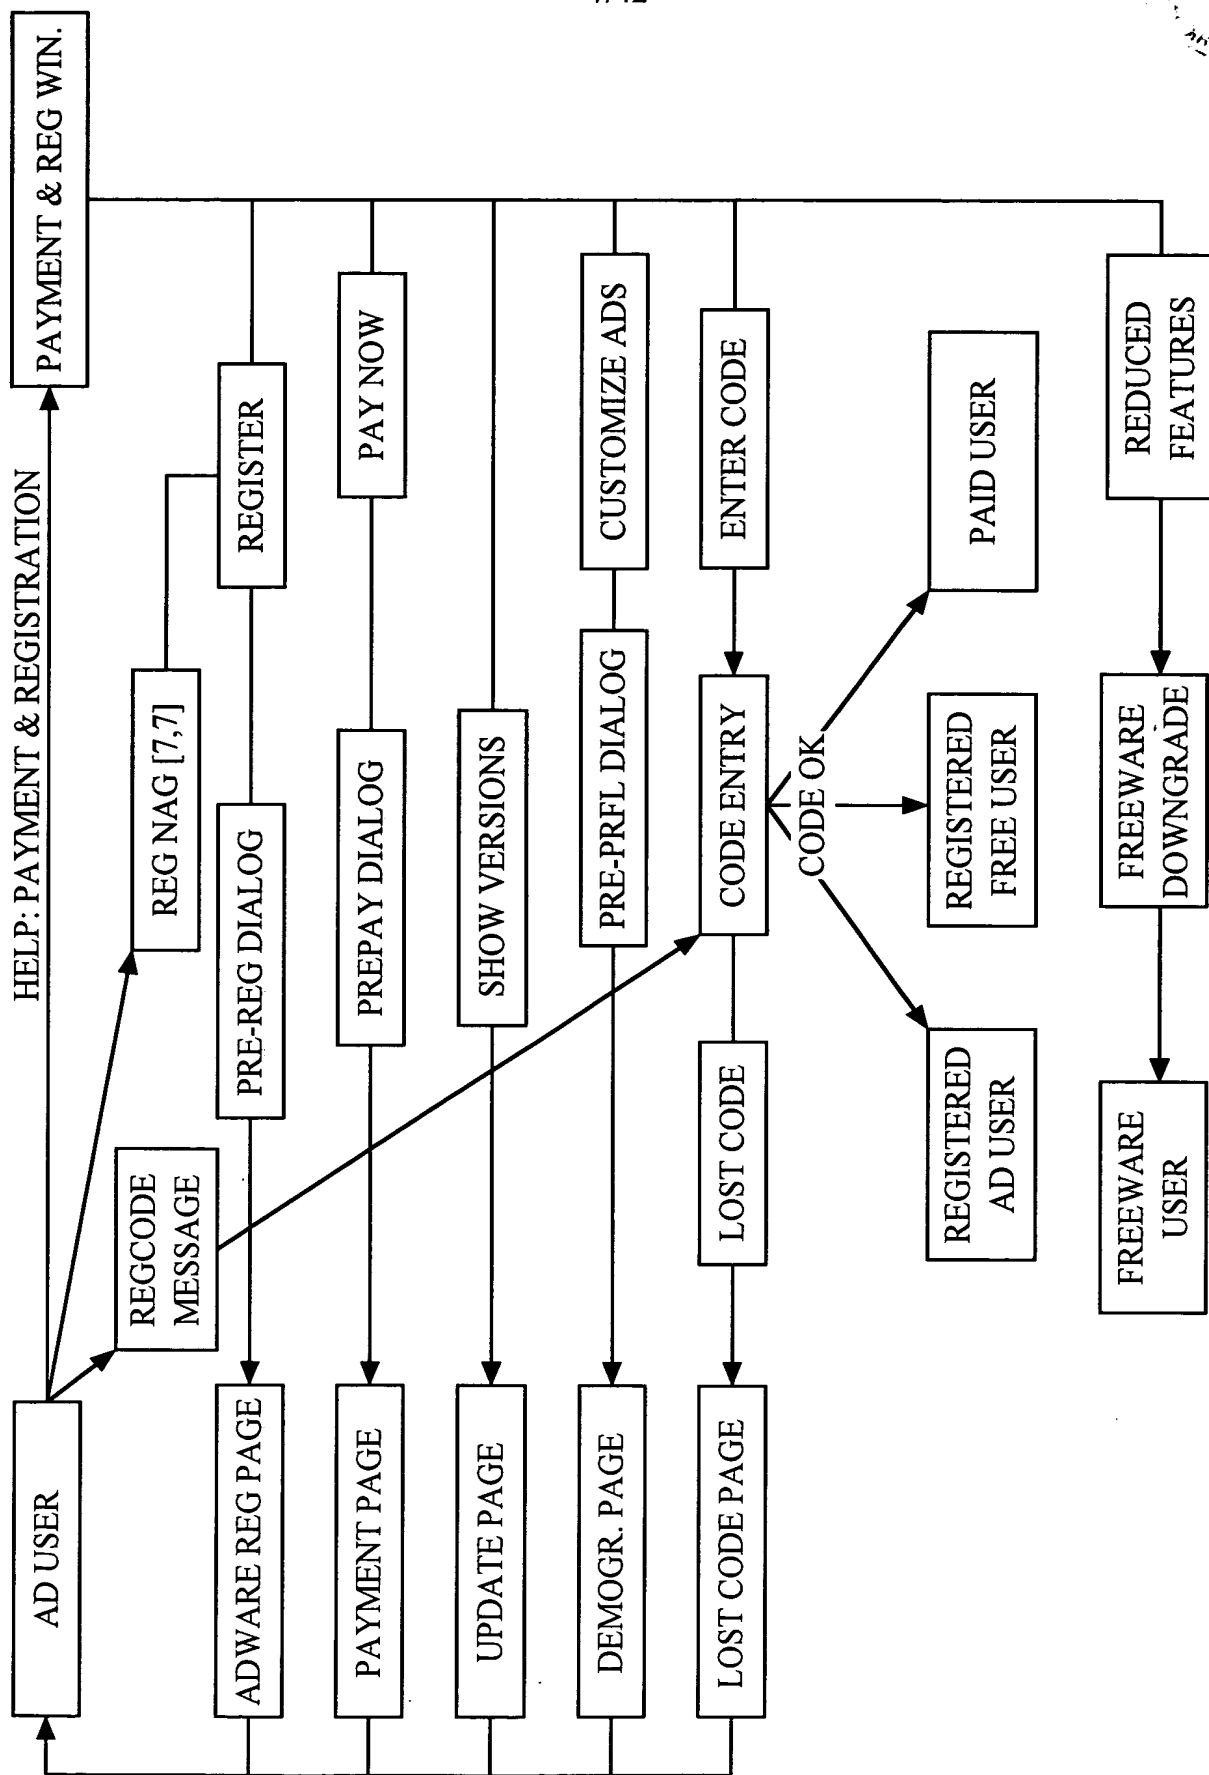 AD USER
HELP: PAYMENT & REGISTRATION
PAYMENT & REG WIN.
REGCODE
MESSAGE
REG NAG [7,7]
ADWARE REG PAGE
PRE-REG DIALOG
REGISTER
PAYMENT PAGE
PREPAY DIALOG
PAY NOW
UPDATE PAGE
SHOW VERSIONS
DEMOGR. PAGE
PRE-PRFL DIALOG
CUSTOMIZE ADS
LOST CODE PAGE
LOST CODE
CODE ENTRY
ENTER CODE
CODE OK
REGISTERED
AD USER
REGISTERED
FREE USER
PAID USER
FREEWARE
USER
FREEWARE
DOWNGRADE
REDUCED
FEATURES